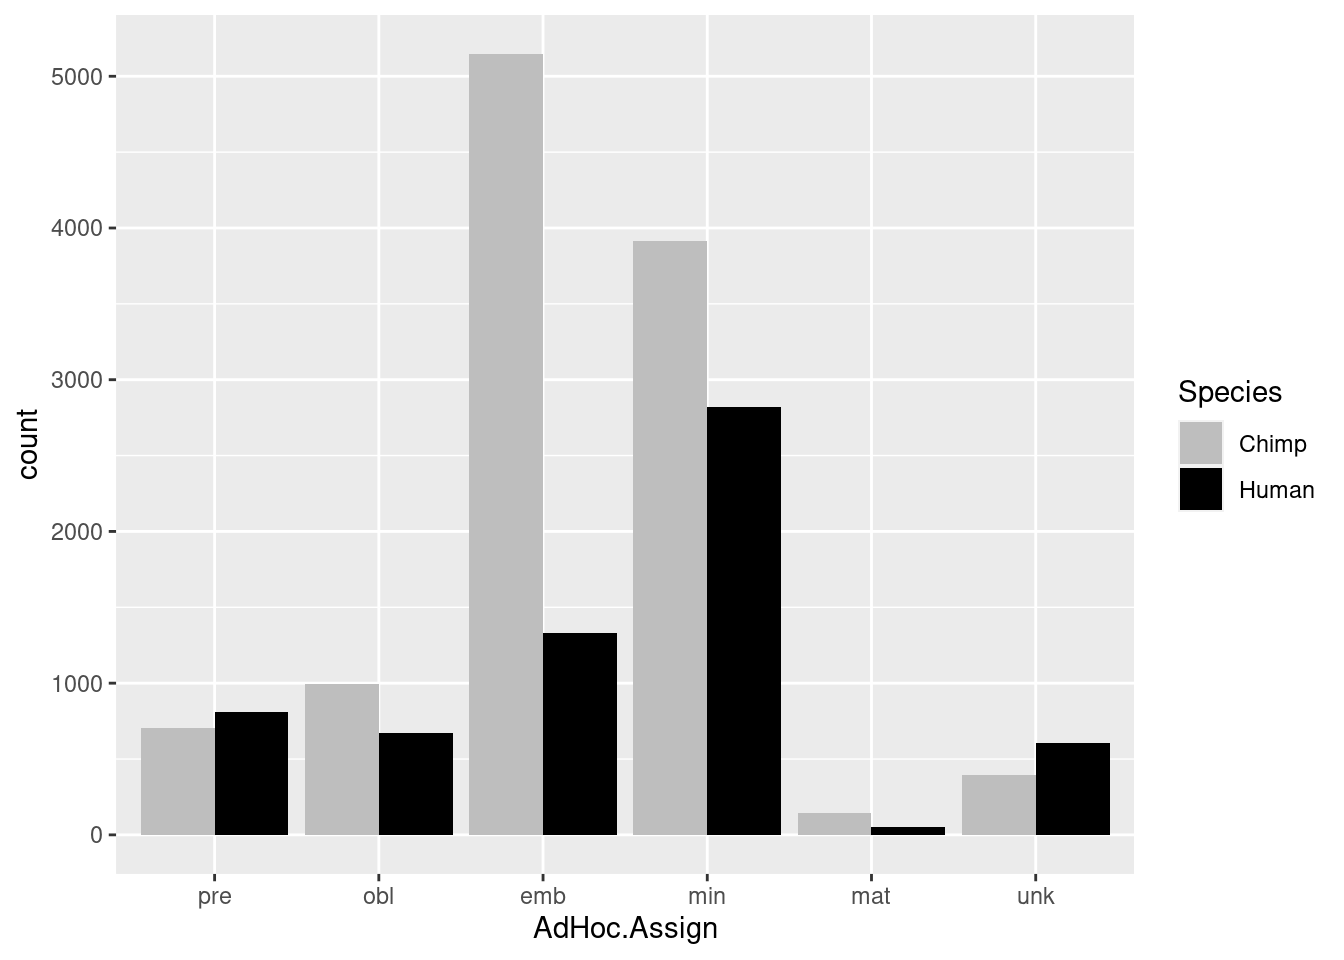 5000
4000
3000
2000
1000
0
count
pre obl emb min mat unk
AdHoc.Assign
Species
Chimp
Human